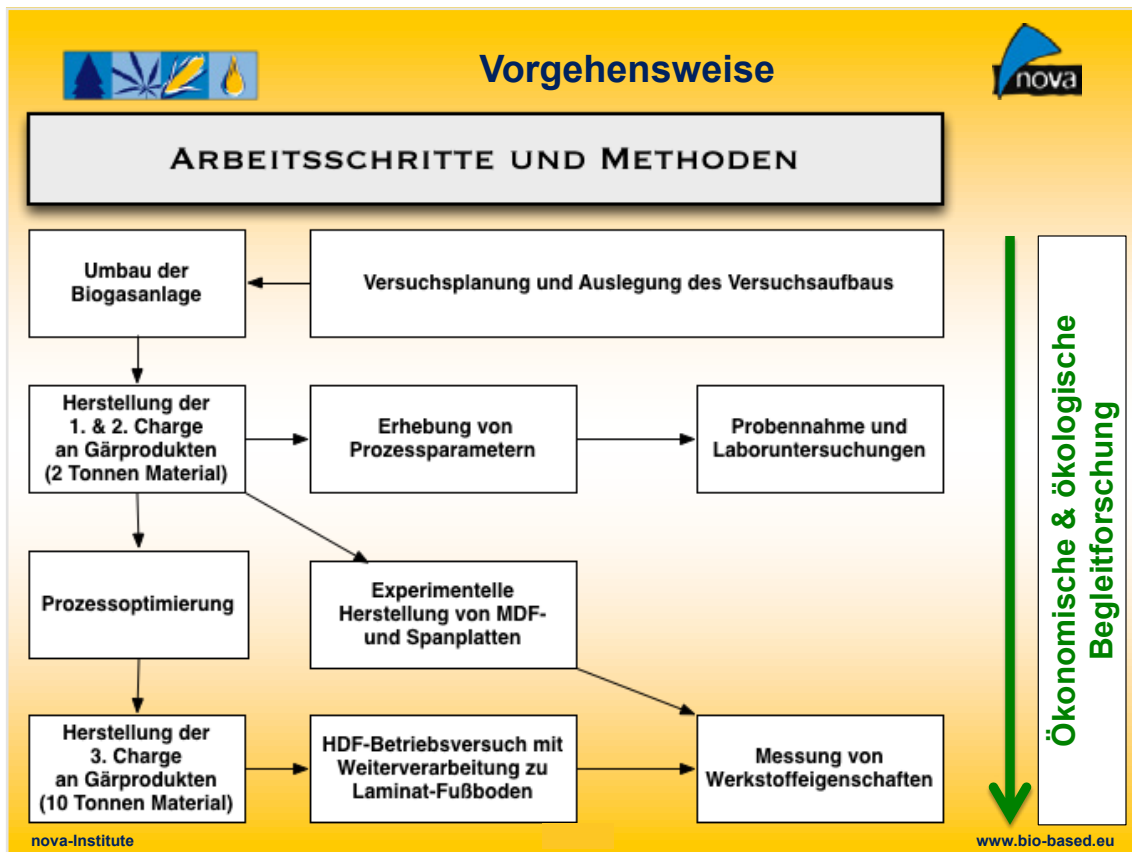 Vorgehensweise
nova
ARBEITSSCHRITTE UND METHODEN
Umbau der
Biogasanlage
Versuchsplanung und Auslegung des Versuchsaufbaus
Herstellung der
1. & 2. Charge
an Gärprodukten
(2 Tonnen Material)
Erhebung von
Prozessparametern
Probennahme und
Laboruntersuchungen
Prozessoptimierung
Experimentelle
Herstellung von MDF-
und Spanplatten
Herstellung der
3. Charge
an Gärprodukten
(10 Tonnen Material)
HDF-Betriebsversuch mit
Weiterverarbeitung zu
Laminat-Fußboden
Messung von
Werkstoffeigenschaften
Ökonomische & ökologische
Begleitforschung
nova-Institute
www.bio-based.eu